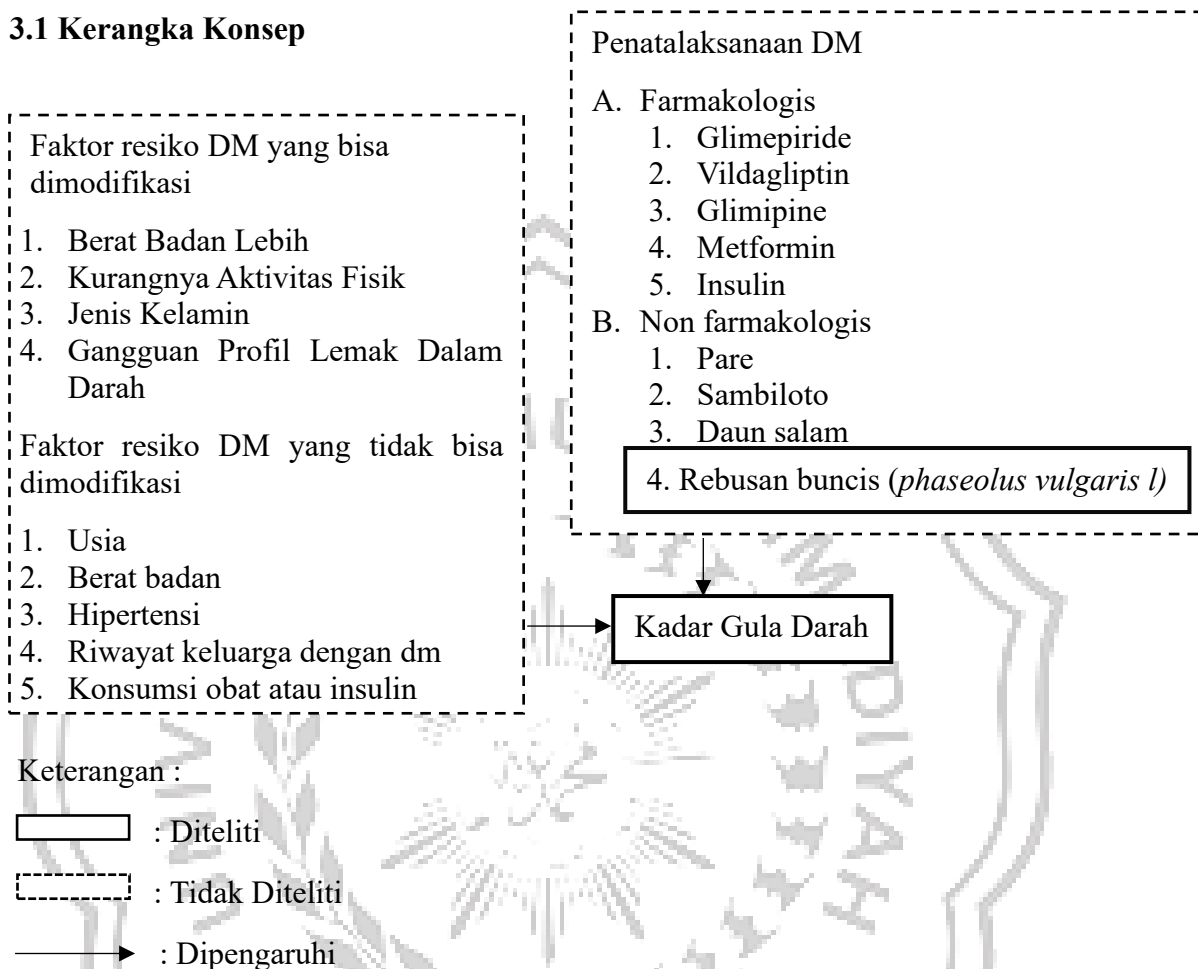 3.1 Kerangka Konsep
Faktor resiko DM yang bisa
dimodifikasi
1. Berat Badan Lebih
2. Kurangnya Aktivitas Fisik
3. Jenis Kelamin
4. Gangguan Profil Lemak Dalam
Darah
Faktor resiko DM yang tidak bisa
dimodifikasi
1. Usia
2. Berat badan
3. Hipertensi
4. Riwayat keluarga dengan dm
5. Konsumsi obat atau insulin
Penatalaksanaan DM
A. Farmakologis
1. Glimepiride
2. Vildagliptin
3. Glimipine
4. Metformin
5. Insulin
B. Non farmakologis
1. Pare
2. Sambiloto
3. Daun salam
4. Rebusan buncis (phaseolus vulgaris l)
Kadar Gula Darah
Keterangan :
: Diteliti
: Tidak Diteliti
: Dipengaruhi